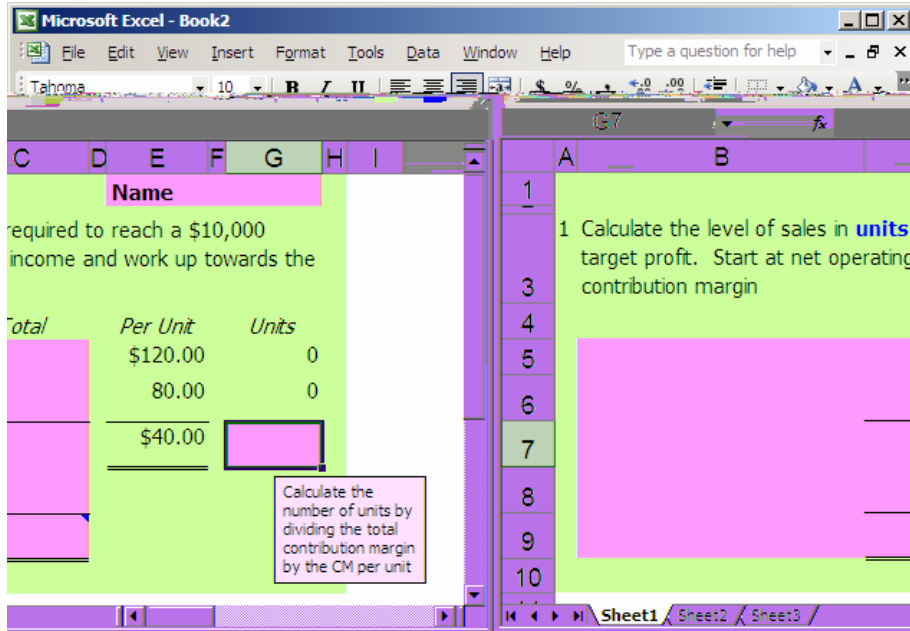 Microsoft Excel - Book2
File Edit View Insert Format Tools Data Window Help Type a question for help
Tahoma 10 B I U $ % , .00 A
G7 fx
C D E F G H I
Name
required to reach a $10,000
income and work up towards the
Per Unit Units
$120.00 0
80.00 0
$40.00
Calculate the
number of units by
dividing the total
contribution margin
by the CM per unit
A B
1
1 Calculate the level of sales in units
target profit. Start at net operating
3 contribution margin
4
5
6
7
8
9
10
Sheet1 Sheet2 Sheet3